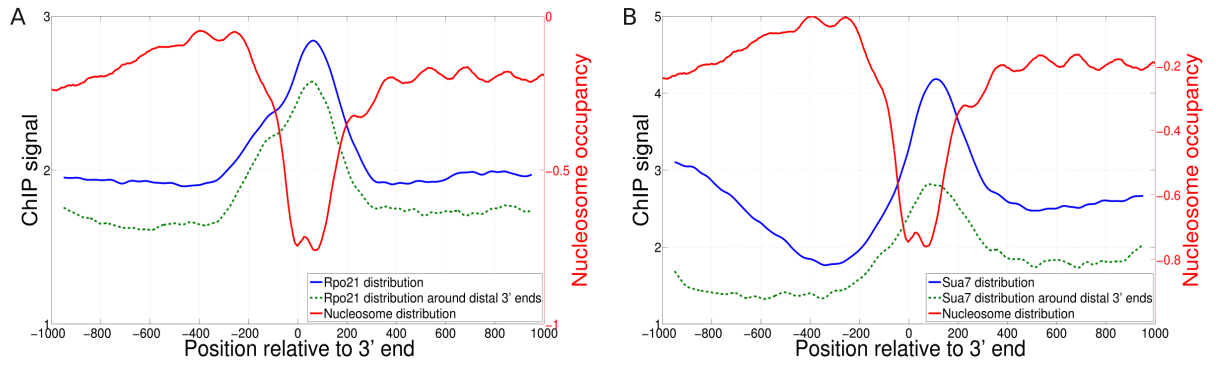 A
3
2
1
ChIP signal
0
−0.5
−1
Nucleosome occupancy
Rpo21 distribution
Rpo21 distribution around distal 3’ ends
Nucleosome distribution
−1000 −800 −600 −400 −200 0 200 400 600 800 1000
Position relative to 3’ end
B
5
4
3
2
1
ChIP signal
−0.2
−0.4
−0.6
−0.8
Nucleosome occupancy
Sua7 distribution
Sua7 distribution around distal 3’ ends
Nucleosome distribution
−1000 −800 −600 −400 −200 0 200 400 600 800 1000
Position relative to 3’ end